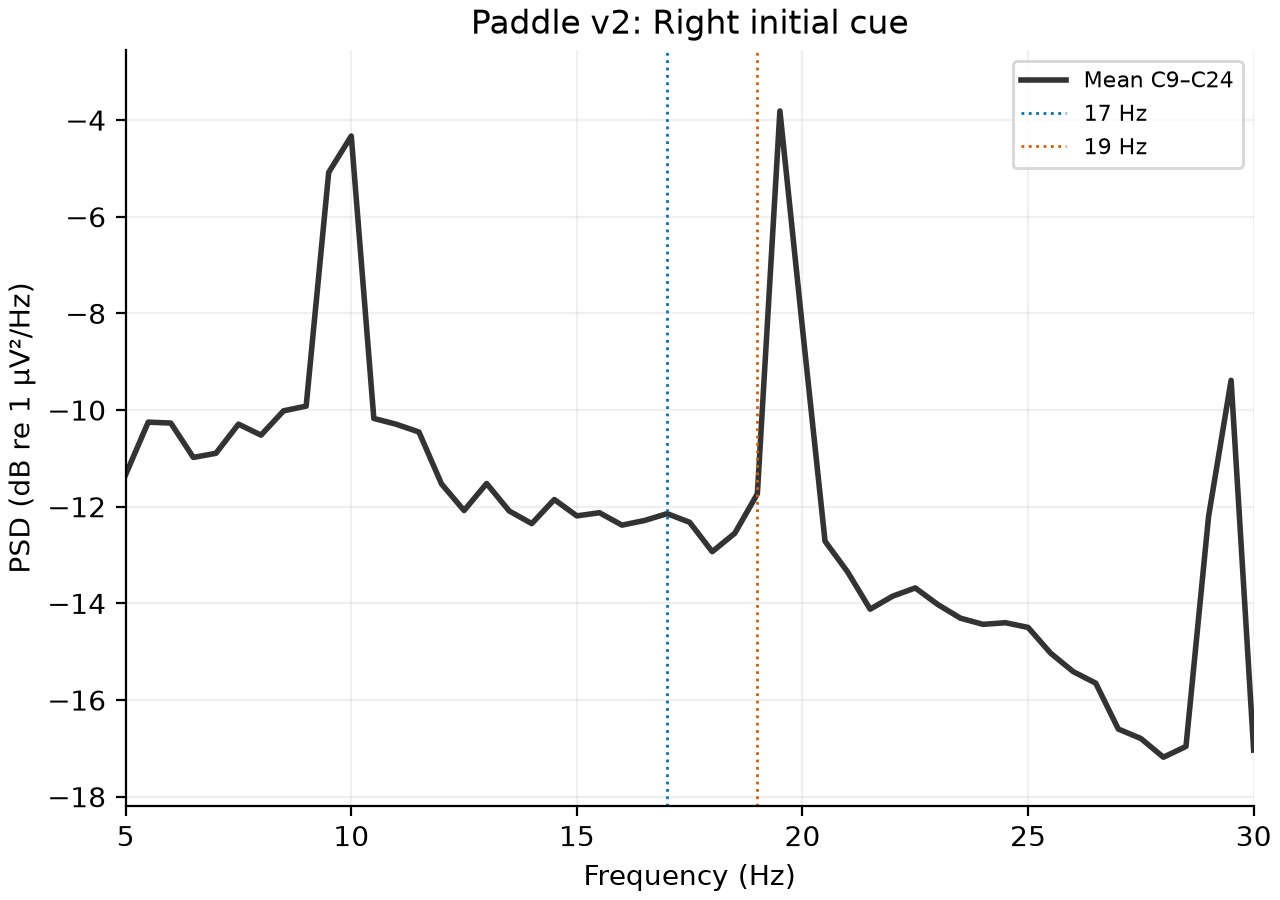 Paddle v2: Right initial cue
Mean C9–C24
17 Hz
19 Hz
PSD (dB re 1 µV²/Hz)
−4
−6
−8
−10
−12
−14
−16
−18
5 10 15 20 25 30
Frequency (Hz)